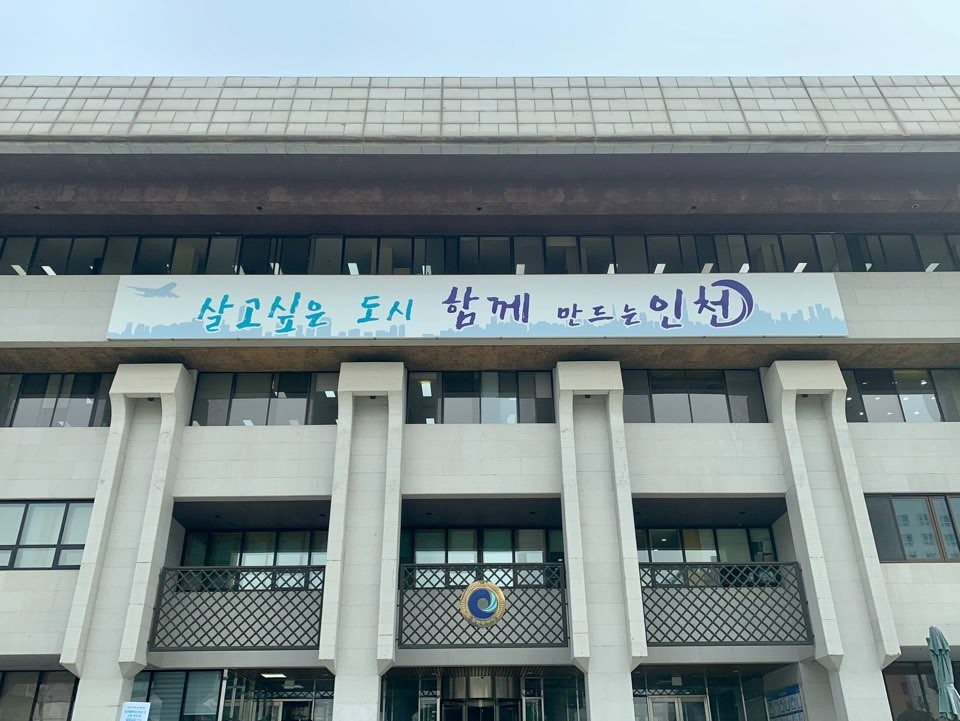 살고싶은 도시 함께 만드는 인천